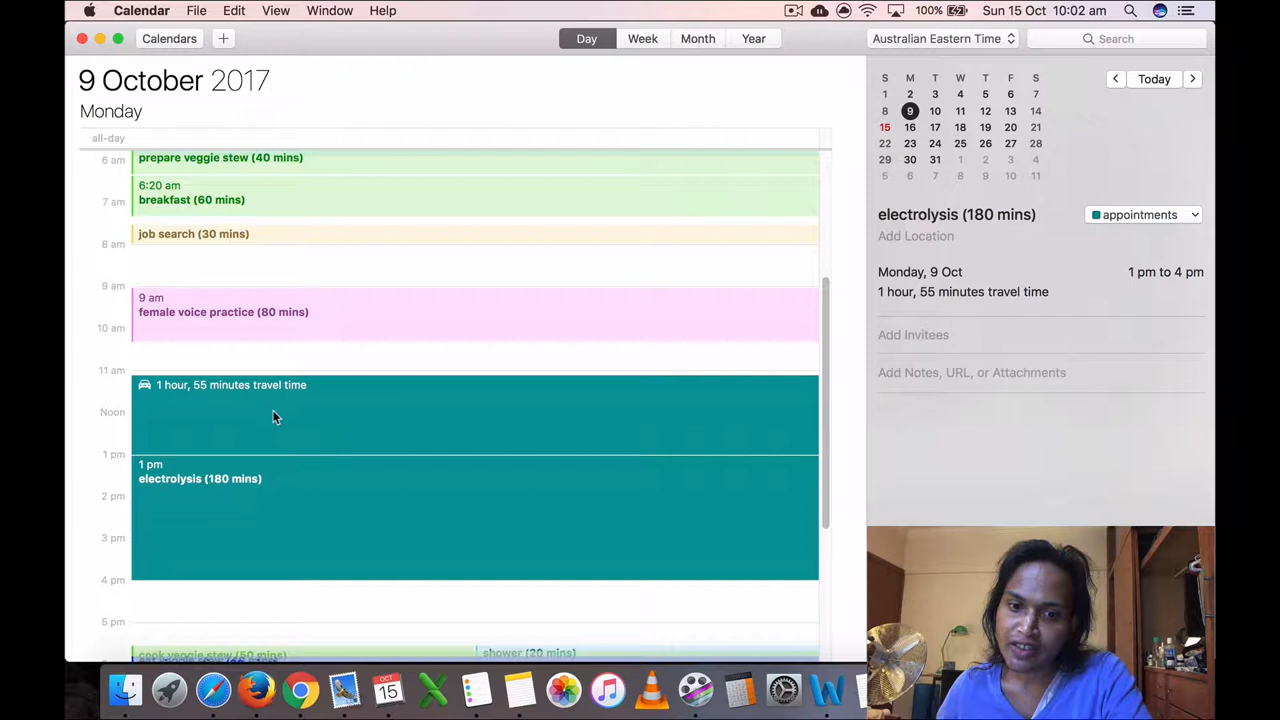 Calendar File Edit View Window Help 100% Sun 15 Oct 10:02 am
Calendars + Day Week Month Year Australian Eastern Time Search
9 October 2017
Monday
all-day
6 am prepare veggie stew (40 mins)
6:20 am
7 am breakfast (60 mins)
job search (30 mins)
8 am
9 am
9 am
female voice practice (80 mins)
10 am
11 am
1 hour, 55 minutes travel time
Noon
1 pm
1 pm
electrolysis (180 mins)
2 pm
3 pm
4 pm
5 pm
cook veggie stew (50 mins) shower (20 mins)
S M T W T F S
Today
1 2 3 4 5 6 7
8 9 10 11 12 13 14
15 16 17 18 19 20 21
22 23 24 25 26 27 28
29 30 31 1 2 3 4
5 6 7 8 9 10 11
electrolysis (180 mins) appointments
Add Location
Monday, 9 Oct 1 pm to 4 pm
1 hour, 55 minutes travel time
Add Invitees
Add Notes, URL, or Attachments
OCT
15